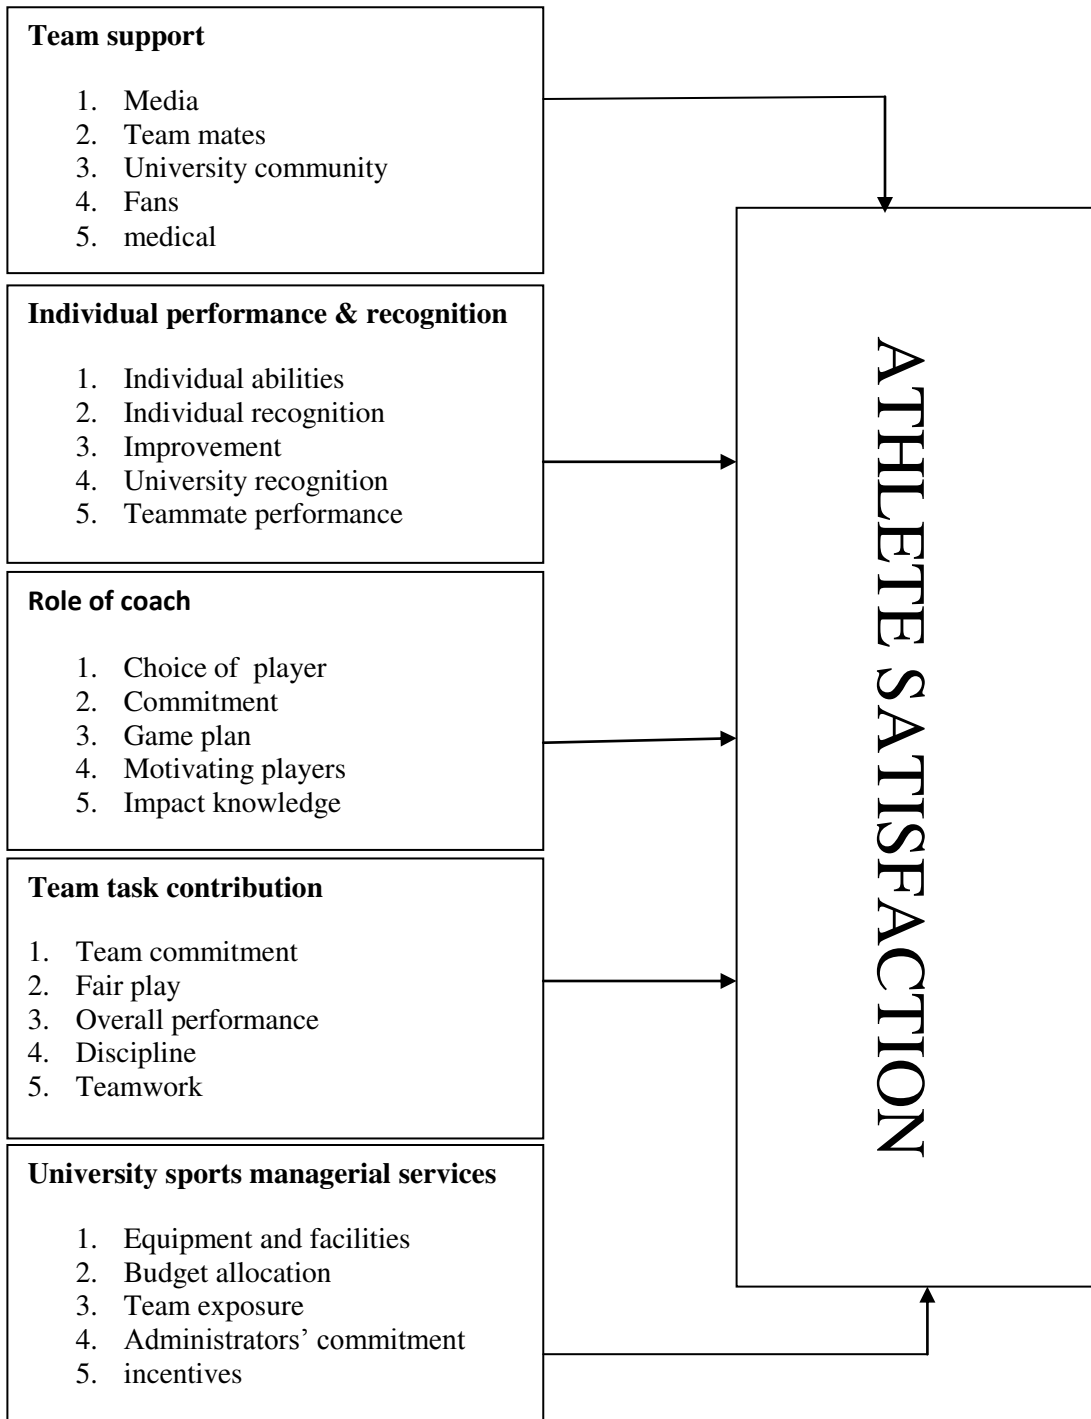 Team support
1. Media
2. Team mates
3. University community
4. Fans
5. medical
Individual performance & recognition
1. Individual abilities
2. Individual recognition
3. Improvement
4. University recognition
5. Teammate performance
Role of coach
1. Choice of player
2. Commitment
3. Game plan
4. Motivating players
5. Impact knowledge
Team task contribution
1. Team commitment
2. Fair play
3. Overall performance
4. Discipline
5. Teamwork
University sports managerial services
1. Equipment and facilities
2. Budget allocation
3. Team exposure
4. Administrators’ commitment
5. incentives
ATHLETE SATISFACTION